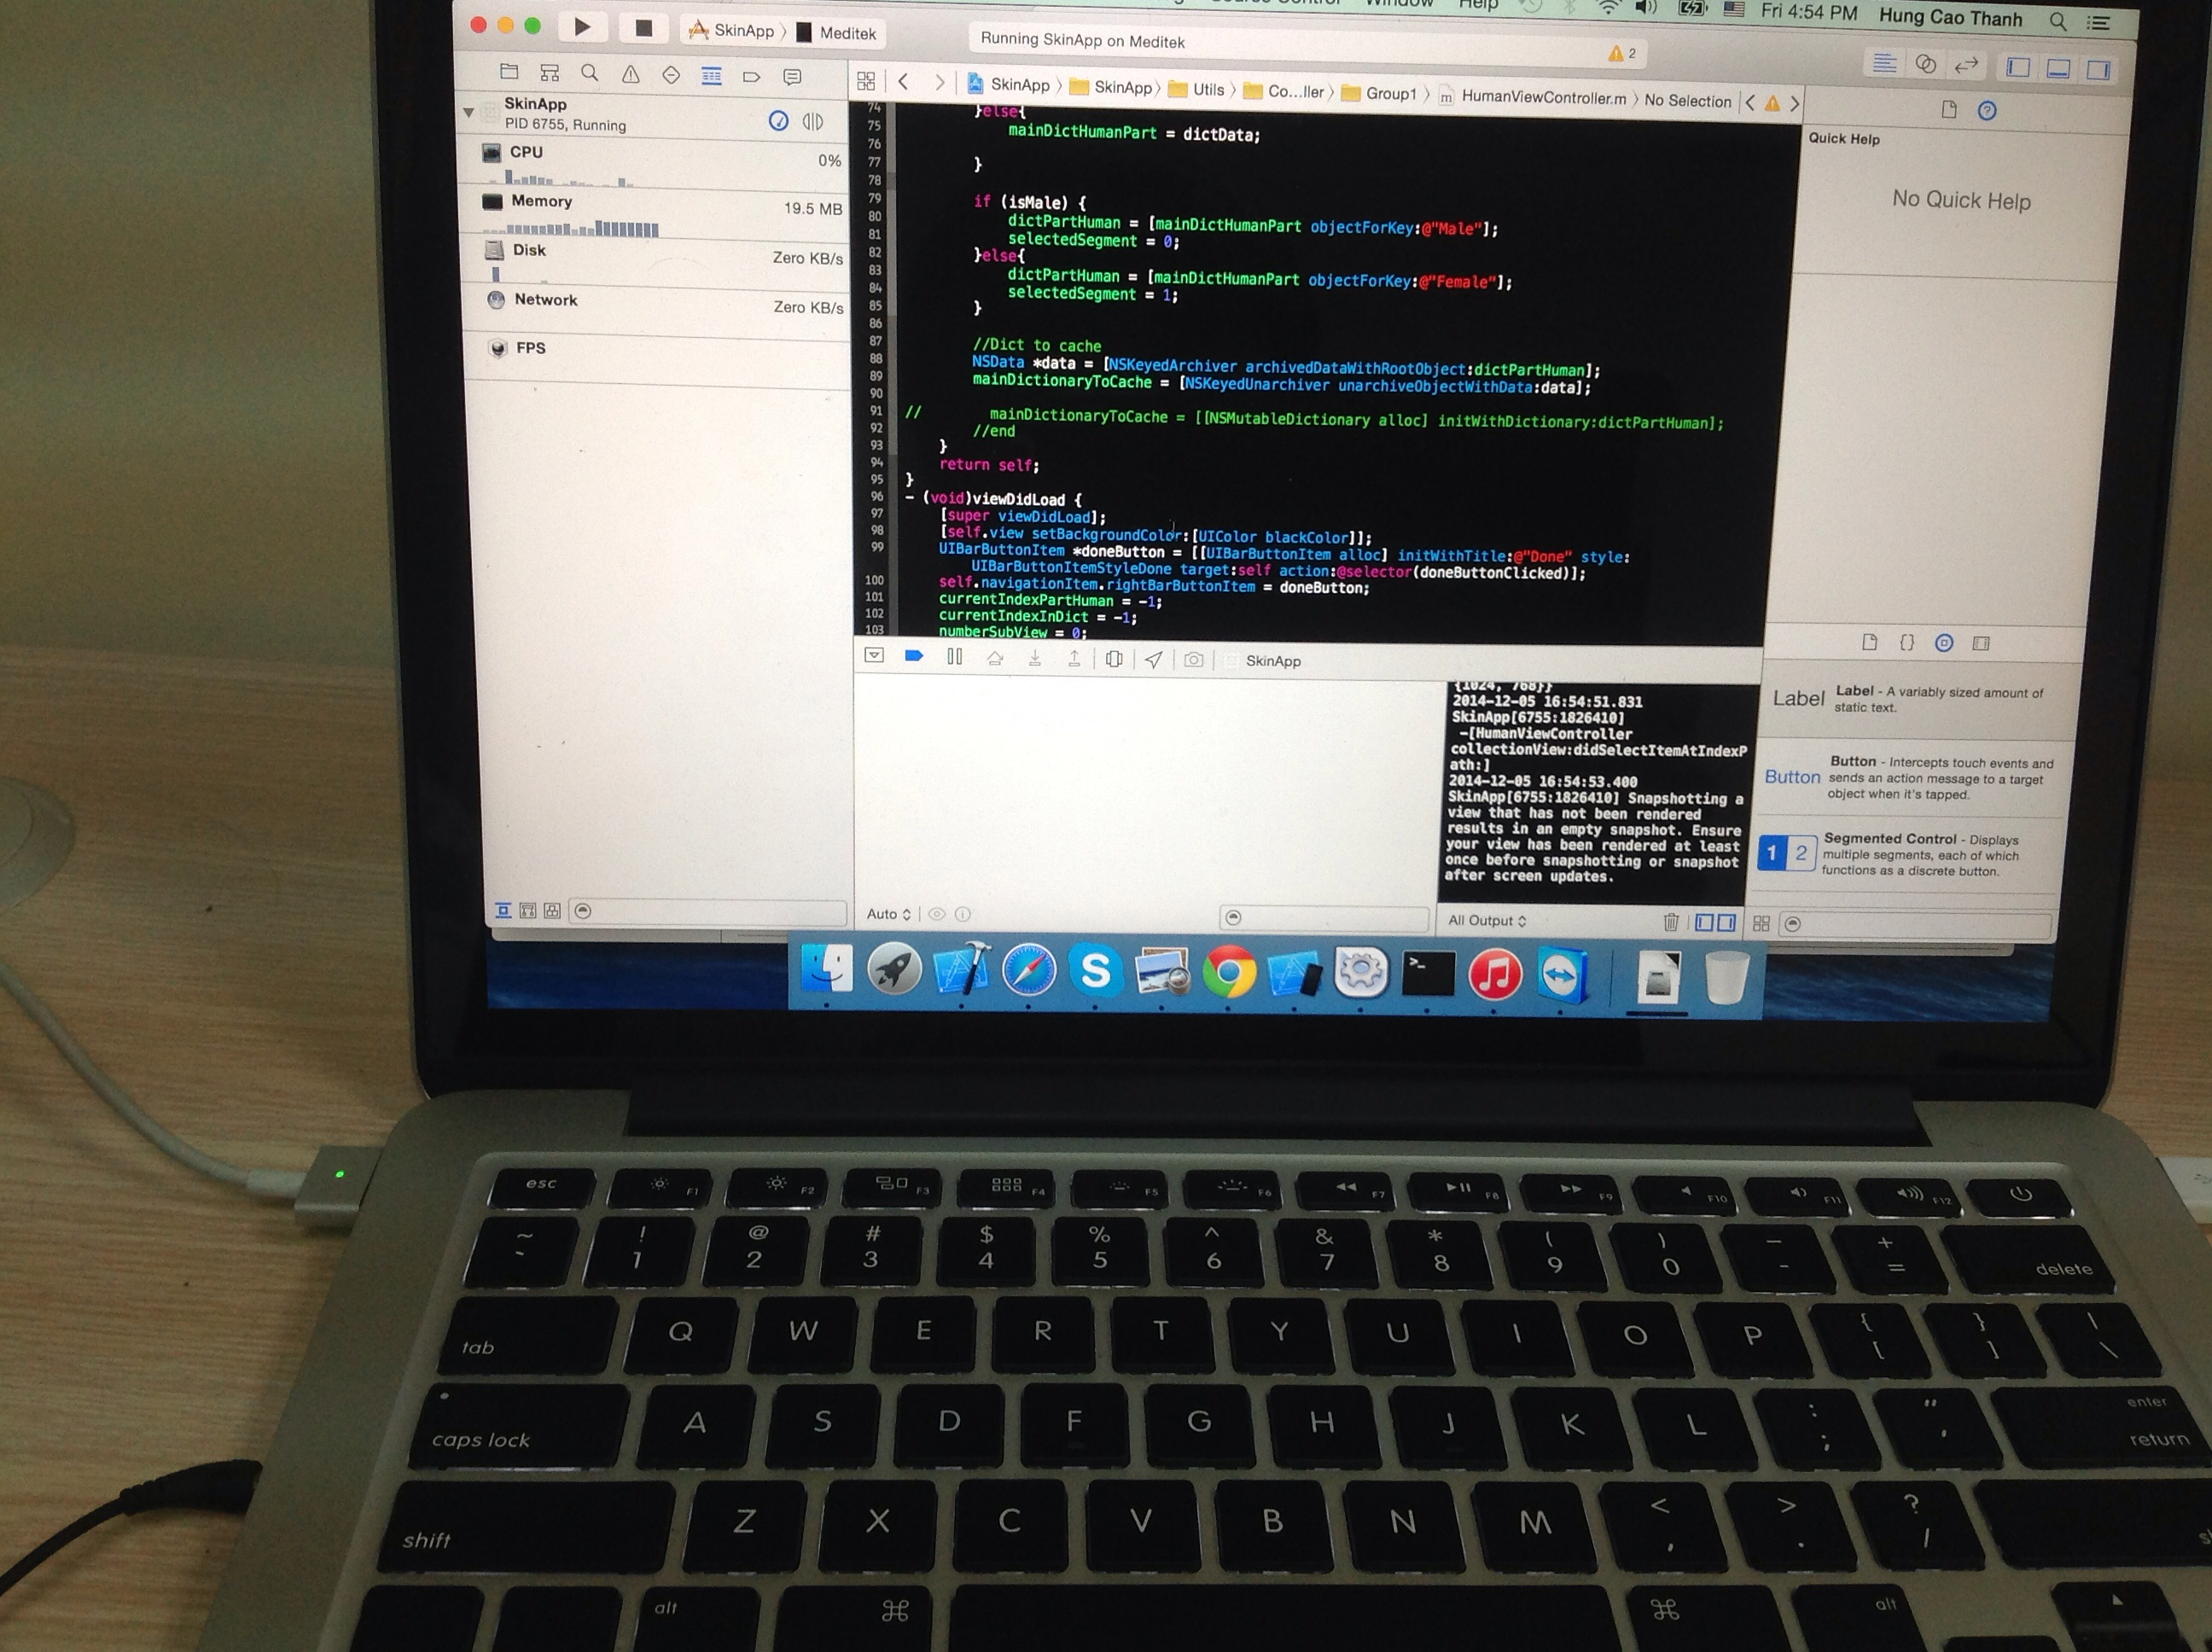 Window Help Fri 4:54 PM Hung Cao Thanh
SkinApp 〉 Meditek
Running SkinApp on Meditek
2
SkinApp 〉 SkinApp 〉 Utils 〉 Co...ller 〉 Group1 〉 m HumanViewController.m 〉 No Selection
SkinApp
PID 6755, Running
CPU
0%
Memory
19.5 MB
Disk
Zero KB/s
Network
Zero KB/s
FPS
74 }else{
75 mainDictHumanPart = dictData;
76
77 }
78
79 if (isMale) {
80 dictPartHuman = [mainDictHumanPart objectForKey:@"Male"];
81 selectedSegment = 0;
82 }else{
83 dictPartHuman = [mainDictHumanPart objectForKey:@"Female"];
84 selectedSegment = 1;
85 }
86
87 //Dict to cache
88 NSData *data = [NSKeyedArchiver archivedDataWithRootObject:dictPartHuman];
89 mainDictionaryToCache = [NSKeyedUnarchiver unarchiveObjectWithData:data];
90
91 // mainDictionaryToCache = [[NSMutableDictionary alloc] initWithDictionary:dictPartHuman];
92 //end
93 }
94 return self;
95 }
96 - (void)viewDidLoad {
97 [super viewDidLoad];
98 [self.view setBackgroundColor:[UIColor blackColor]];
99 UIBarButtonItem *doneButton = [[UIBarButtonItem alloc] initWithTitle:@"Done" style:
UIBarButtonItemStyleDone target:self action:@selector(doneButtonClicked)];
100 self.navigationItem.rightBarButtonItem = doneButton;
101 currentIndexPartHuman = -1;
102 currentIndexInDict = -1;
103 numberSubView = 0;
Quick Help
No Quick Help
SkinApp
{1024, 768}}
2014-12-05 16:54:51.831
SkinApp[6755:1826410]
-[HumanViewController
collectionView:didSelectItemAtIndexP
ath:]
2014-12-05 16:54:53.400
SkinApp[6755:1826410] Snapshotting a
view that has not been rendered
results in an empty snapshot. Ensure
your view has been rendered at least
once before snapshotting or snapshot
after screen updates.
Auto
All Output
{}
Label Label - A variably sized amount of
static text.
Button Button - Intercepts touch events and
sends an action message to a target
object when it's tapped.
1 2 Segmented Control - Displays
multiple segments, each of which
functions as a discrete button.
S >_
esc F1 F2 F3 F4 F5 F6 F7 F8 F9 F10 F11 F12
~ ! @ # $ % ^ & * ( ) _ +
` 1 2 3 4 5 6 7 8 9 0 - = delete
tab Q W E R T Y U I O P { [ } ] | \
caps lock A S D F G H J K L : ; " ' enter
return
shift Z X C V B N M < , > . ? /
alt ⌘ ⌘ alt